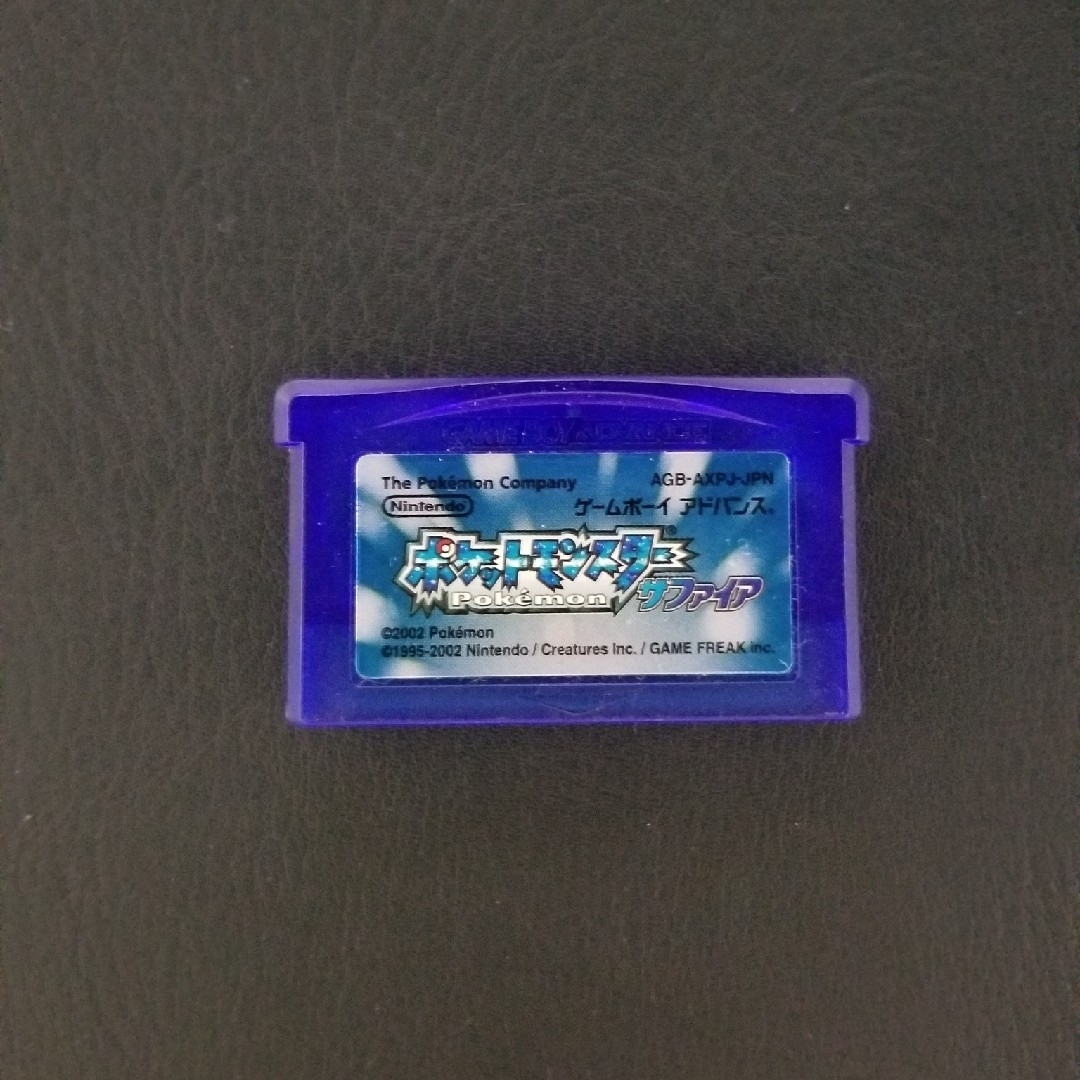 GAME BOY ADVANCE
The Pokémon Company AGB-AXPJ-JPN
Nintendo ゲームボーイ アドバンス®
ポケットモンスター®
Pokémon サファイア
©2002 Pokémon
©1995-2002 Nintendo / Creatures Inc. / GAME FREAK inc.